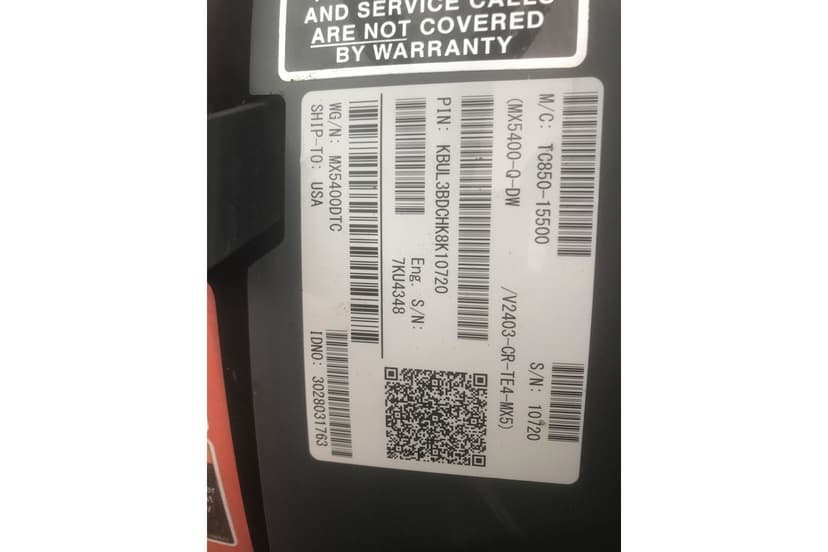 AND SERVICE CALLS
ARE NOT COVERED
BY WARRANTY
M/C: TC850-15500
S/N: 10720
(MX5400-Q-DW
/V2403-CR-TE4-MX5)
PIN: KBUL3BDCHK8K10720
Eng. S/N:
7KU4348
WG/N: MX5400DTC
SHIP-TO: USA
IDNO: 3028031763